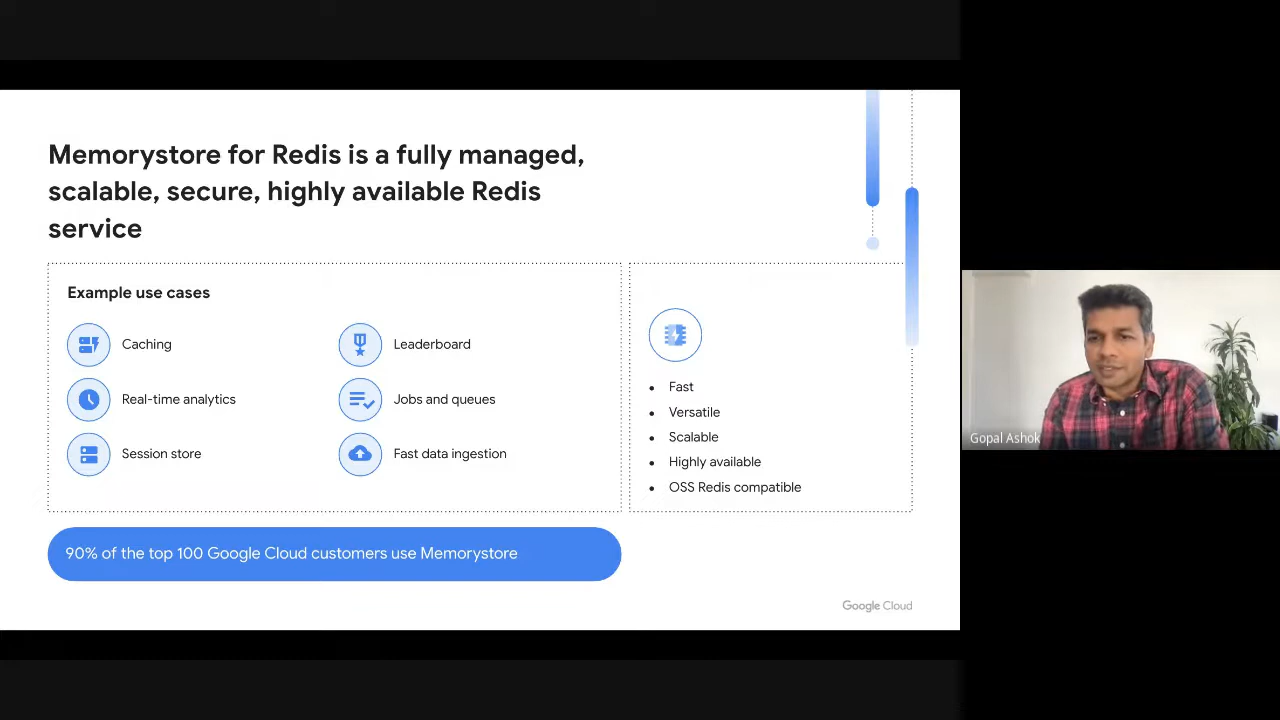 Memorystore for Redis is a fully managed,
scalable, secure, highly available Redis
service
Example use cases
Caching
Leaderboard
Real-time analytics
Jobs and queues
Session store
Fast data ingestion
Fast
Versatile
Scalable
Highly available
OSS Redis compatible
90% of the top 100 Google Cloud customers use Memorystore
Google Cloud
Gopal Ashok